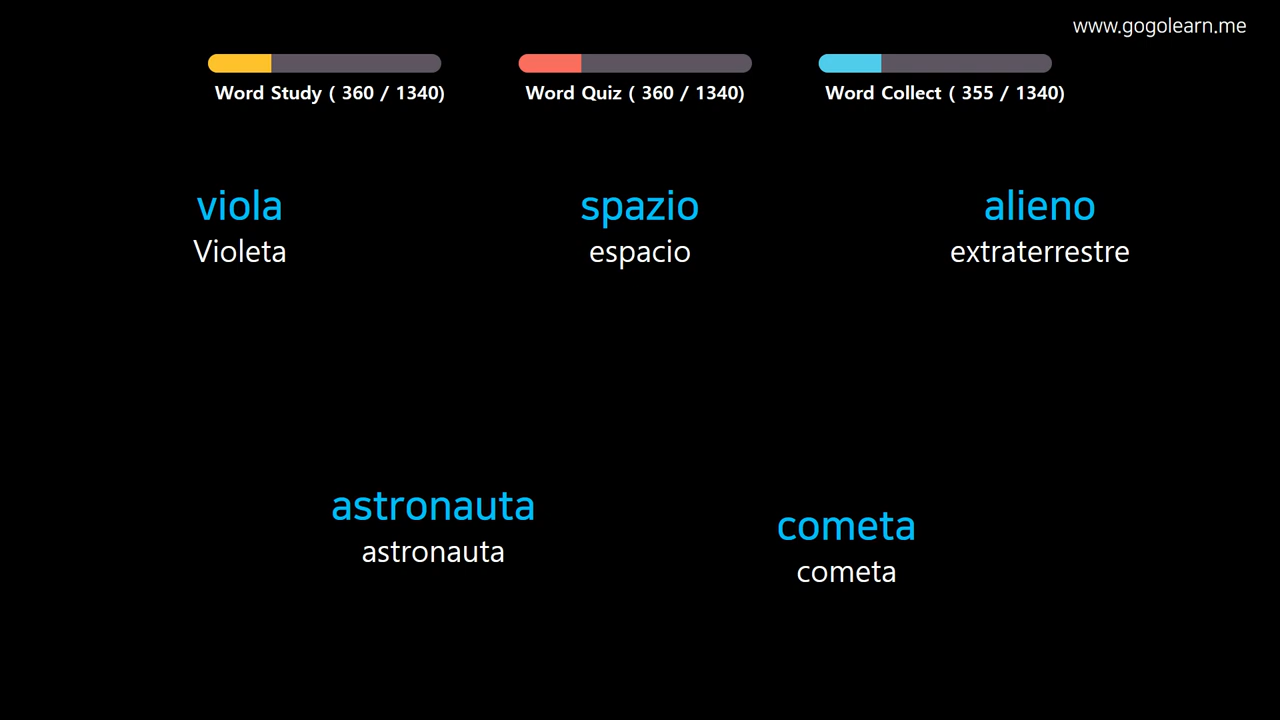 www.gogolearn.me
Word Study ( 360 / 1340)
Word Quiz ( 360 / 1340)
Word Collect ( 355 / 1340)
viola
Violeta
spazio
espacio
alieno
extraterrestre
astronauta
astronauta
cometa
cometa